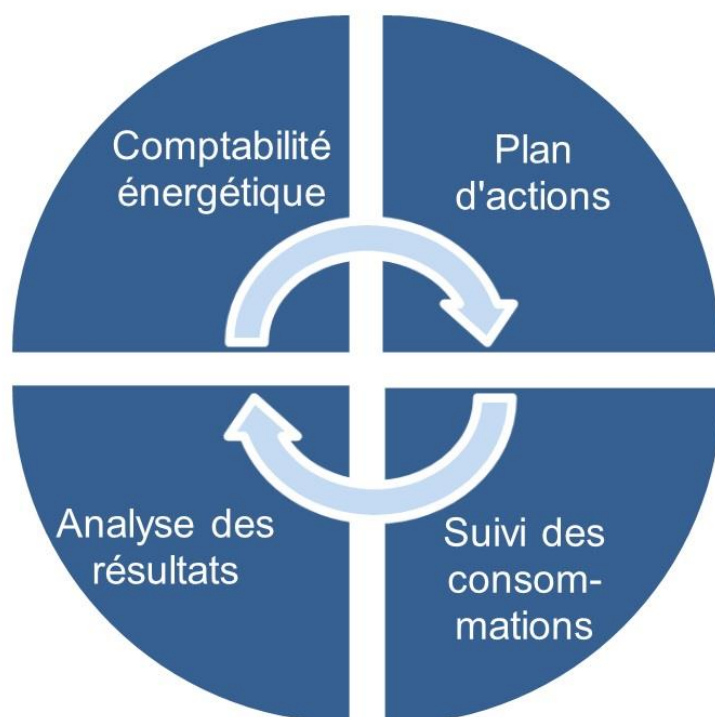 Comptabilité
énergétique
Plan
d'actions
Analyse des
résultats
Suivi des
consom-
mations